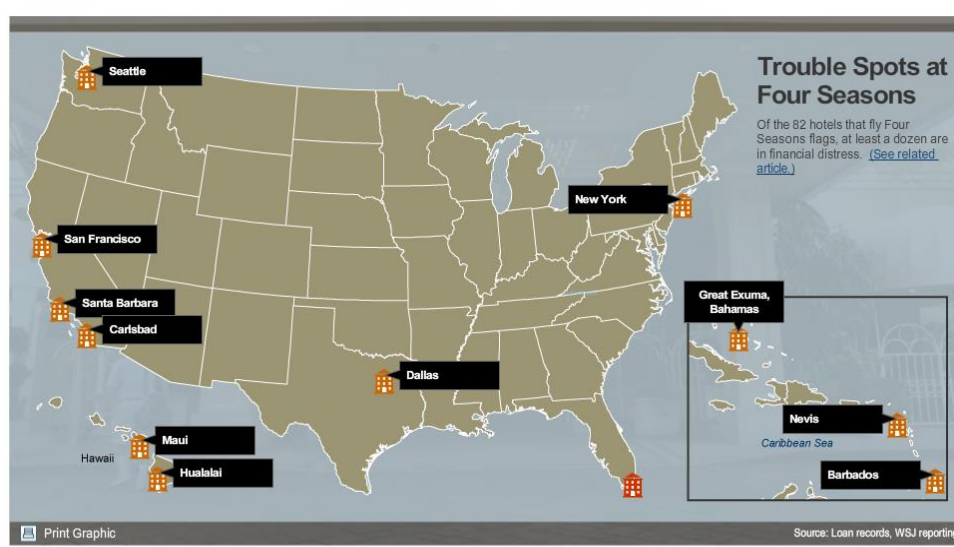 Trouble Spots at
Four Seasons
Of the 82 hotels that fly Four
Seasons flags, at least a dozen are
in financial distress. (See related
article.)
Seattle
New York
San Francisco
Santa Barbara
Carlsbad
Dallas
Great Exuma,
Bahamas
Nevis
Caribbean Sea
Barbados
Maui
Hawaii
Hualalai
Print Graphic
Source: Loan records, WSJ reporting